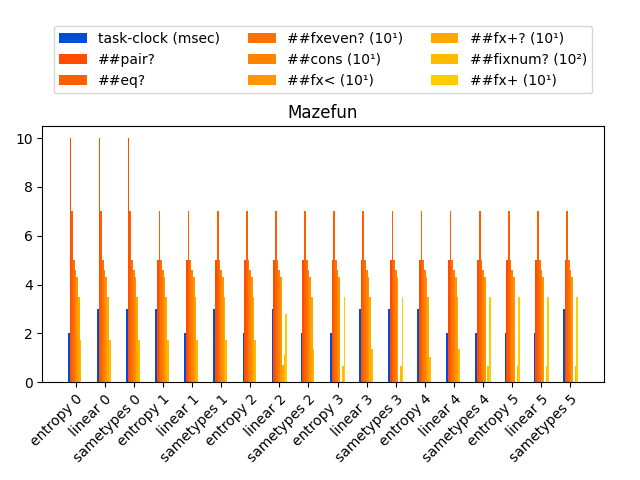 task-clock (msec) ##fxeven? (10¹) ##fx+? (10¹)
##pair? ##cons (10¹) ##fixnum? (10²)
##eq? ##fx< (10¹) ##fx+ (10¹)
Mazefun
10
8
6
4
2
0
entropy 0 linear 0 sametypes 0 entropy 1 linear 1 sametypes 1 entropy 2 linear 2 sametypes 2 entropy 3 linear 3 sametypes 3 entropy 4 linear 4 sametypes 4 entropy 5 linear 5 sametypes 5